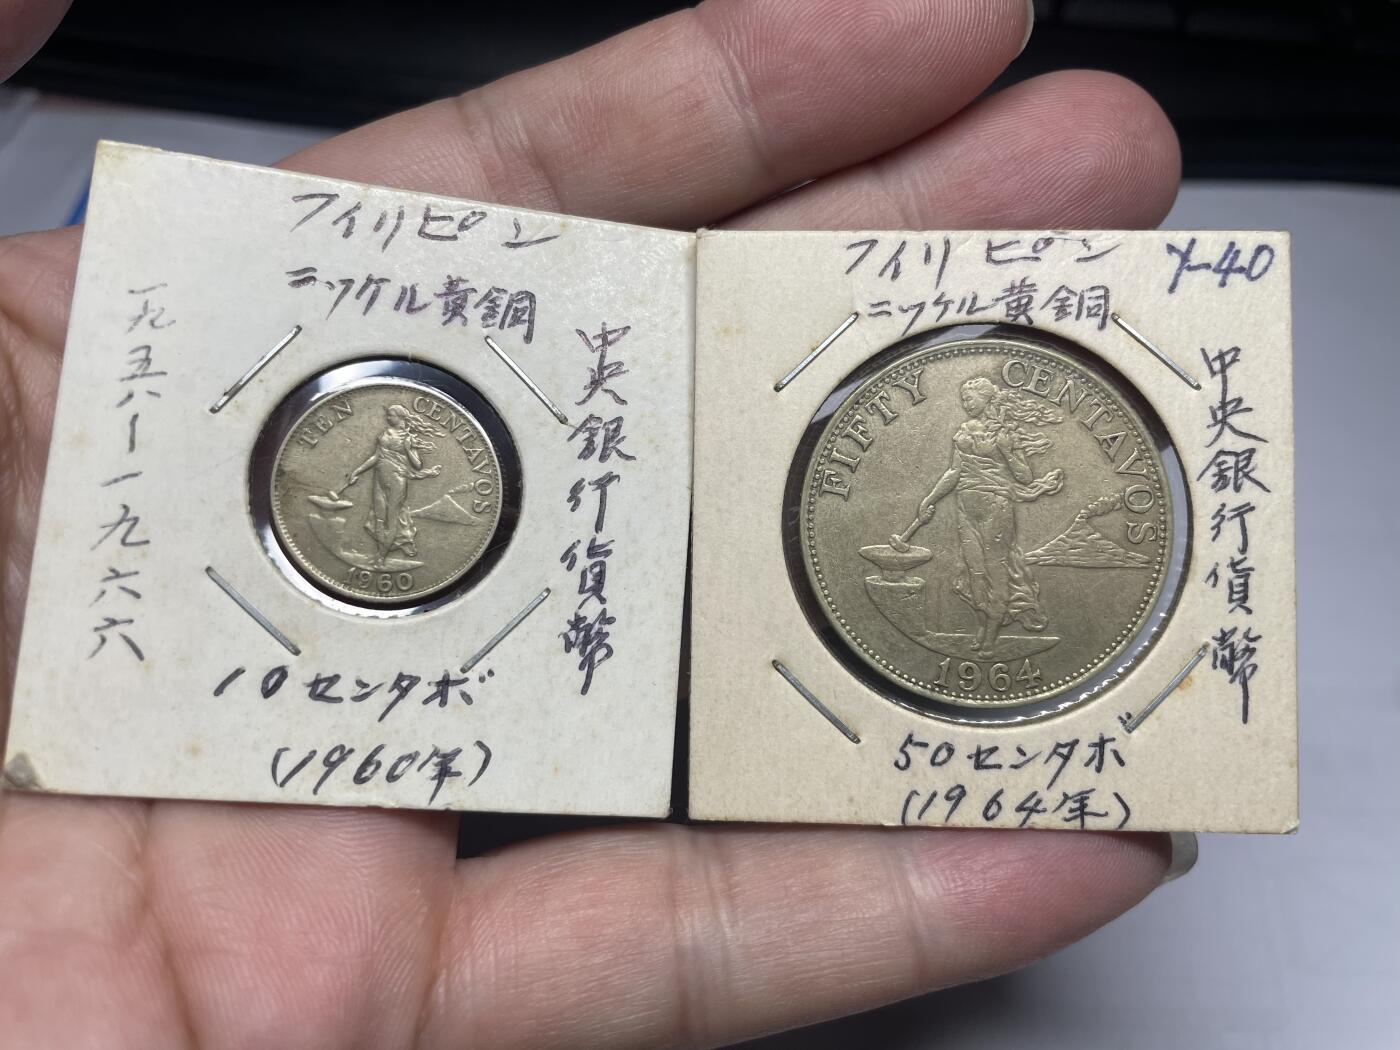 フィリピン
ニッケル黄銅
一九五八―一九六六
中央銀行貨幣
TEN CENTAVOS
1960
10センタボ
(1960年)
フィリピン
Y-40
ニッケル黄銅
中央銀行貨幣
FIFTY CENTAVOS
1964
50センタボ
(1964年)